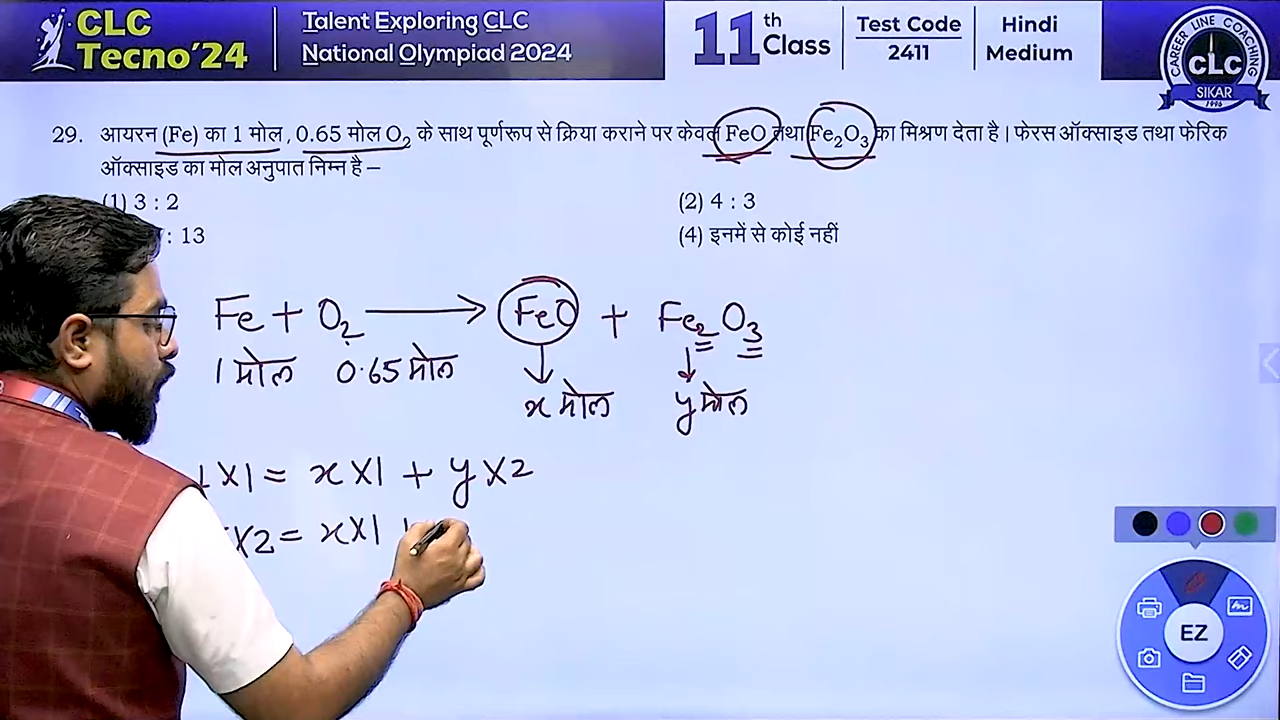 CLC
Tecno'24
Talent Exploring CLC
National Olympiad 2024
11th Class
Test Code
2411
Hindi
Medium
CAREER LINE COACHING
CLC
SIKAR
1996
29. आयरन (Fe) का 1 मोल, 0.65 मोल O₂ के साथ पूर्णरूप से क्रिया कराने पर केवल FeO तथा Fe₂O₃ का मिश्रण देता है। फेरस ऑक्साइड तथा फेरिक
ऑक्साइड का मोल अनुपात निम्न है –
(1) 3 : 2
(2) 4 : 3
: 13
(4) इनमें से कोई नहीं
Fe + O₂ ⟶ FeO + Fe₂O₃
1 मोल 0.65 मोल x मोल y मोल
1 X 1 = x X 1 + y X 2
X 2 = x X 1
EZ